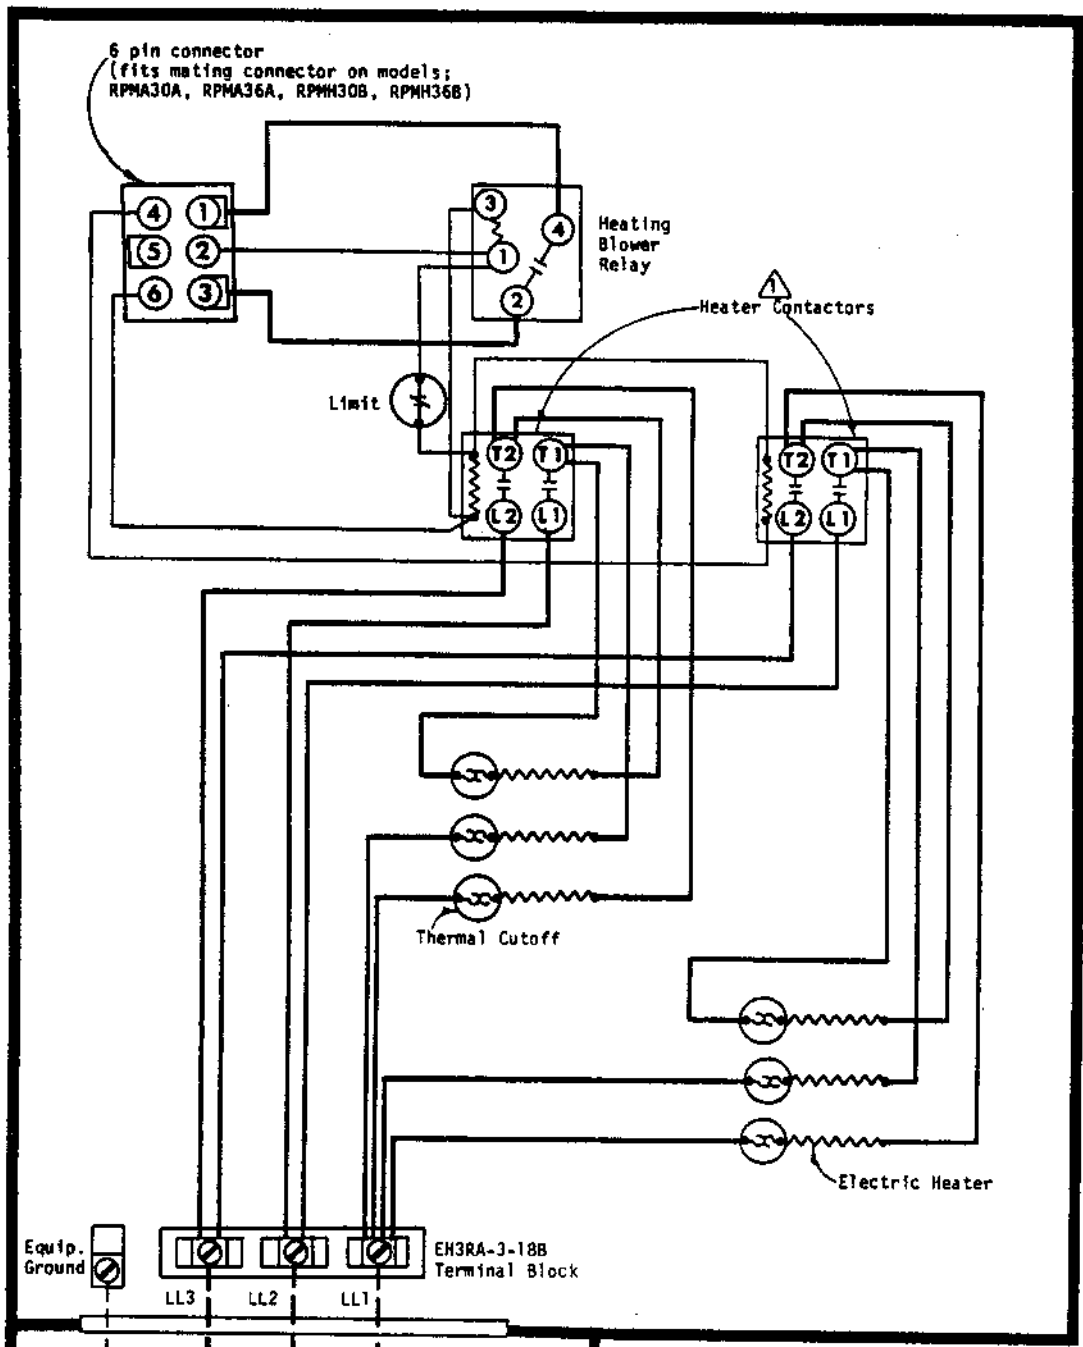 6 pin connector
(fits mating connector on models;
RPMA30A, RPMA36A, RPMH30B, RPMH36B)
4 1
5 2
6 3
3
4
1
2
Heating
Blower
Relay
1
Heater Contactors
Limit
T2 T1
L2 L1
T2 T1
L2 L1
Thermal Cutoff
Electric Heater
Equip.
Ground
EH3RA-3-18B
Terminal Block
LL3 LL2 LL1